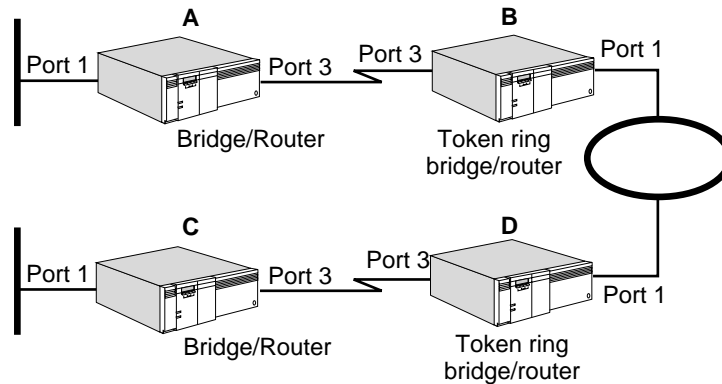 A
B
Port 1
Port 3
Port 3
Port 1
Bridge/Router
Token ring
bridge/router
C
D
Port 1
Port 3
Port 3
Port 1
Bridge/Router
Token ring
bridge/router